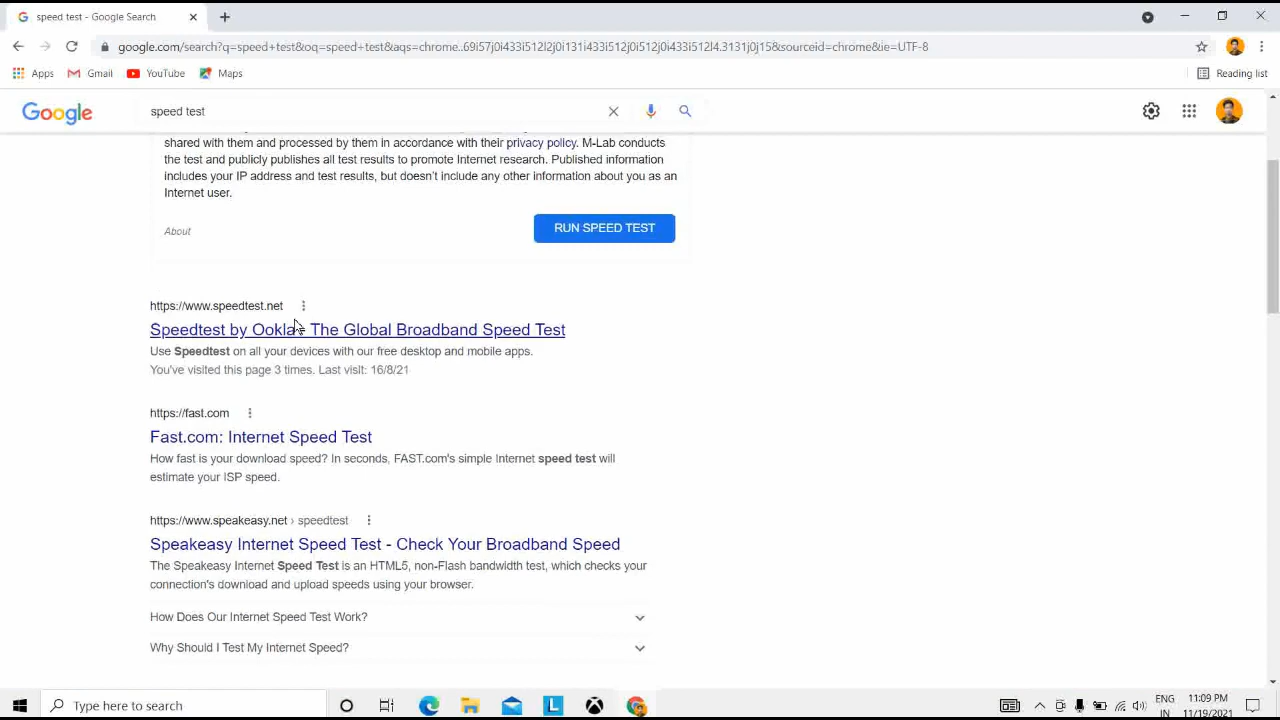 speed test - Google Search
google.com/search?q=speed+test&oq=speed+test&aqs=chrome..69i57j0i433i512l2j0i131i433i512j0i512j0i433i512l4.3131j0j15&sourceid=chrome&ie=UTF-8
Apps Gmail YouTube Maps Reading list
Google speed test
shared with them and processed by them in accordance with their privacy policy. M-Lab conducts
the test and publicly publishes all test results to promote Internet research. Published information
includes your IP address and test results, but doesn't include any other information about you as an
Internet user.
About RUN SPEED TEST
https://www.speedtest.net
Speedtest by Ookla - The Global Broadband Speed Test
Use Speedtest on all your devices with our free desktop and mobile apps.
You've visited this page 3 times. Last visit: 16/8/21
https://fast.com
Fast.com: Internet Speed Test
How fast is your download speed? In seconds, FAST.com's simple Internet speed test will
estimate your ISP speed.
https://www.speakeasy.net › speedtest
Speakeasy Internet Speed Test - Check Your Broadband Speed
The Speakeasy Internet Speed Test is an HTML5, non-Flash bandwidth test, which checks your
connection's download and upload speeds using your browser.
How Does Our Internet Speed Test Work?
Why Should I Test My Internet Speed?
Type here to search
L
ENG
IN
11:09 PM
11/19/2021